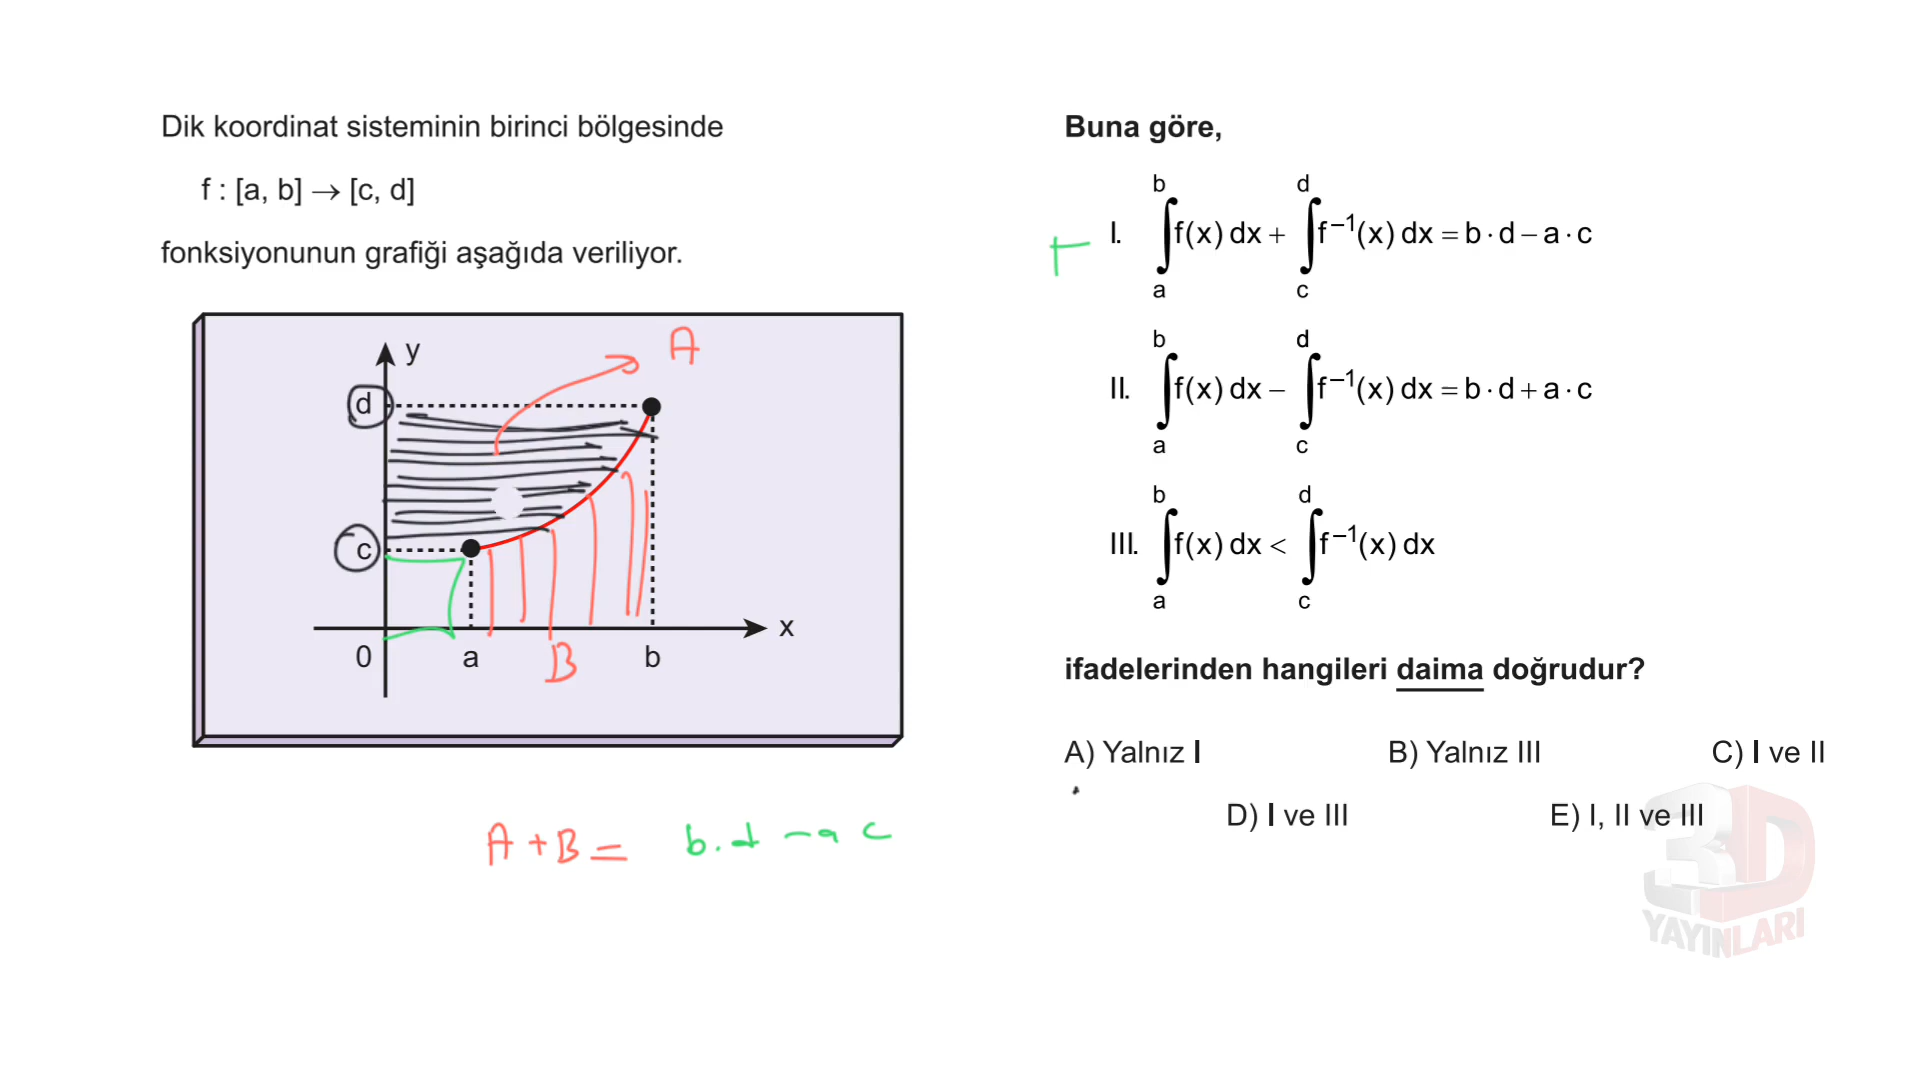 Dik koordinat sisteminin birinci bölgesinde
f : [a, b] → [c, d]
fonksiyonunun grafiği aşağıda veriliyor.
y
A
d
c
0
a
B
b
x
A + B = b.d - a c
Buna göre,
I. ∫_a^b f(x) dx + ∫_c^d f⁻¹(x) dx = b · d − a · c
II. ∫_a^b f(x) dx − ∫_c^d f⁻¹(x) dx = b · d + a · c
III. ∫_a^b f(x) dx < ∫_c^d f⁻¹(x) dx
ifadelerinden hangileri daima doğrudur?
A) Yalnız I B) Yalnız III C) I ve II
D) I ve III E) I, II ve III
3D
YAYINLARI